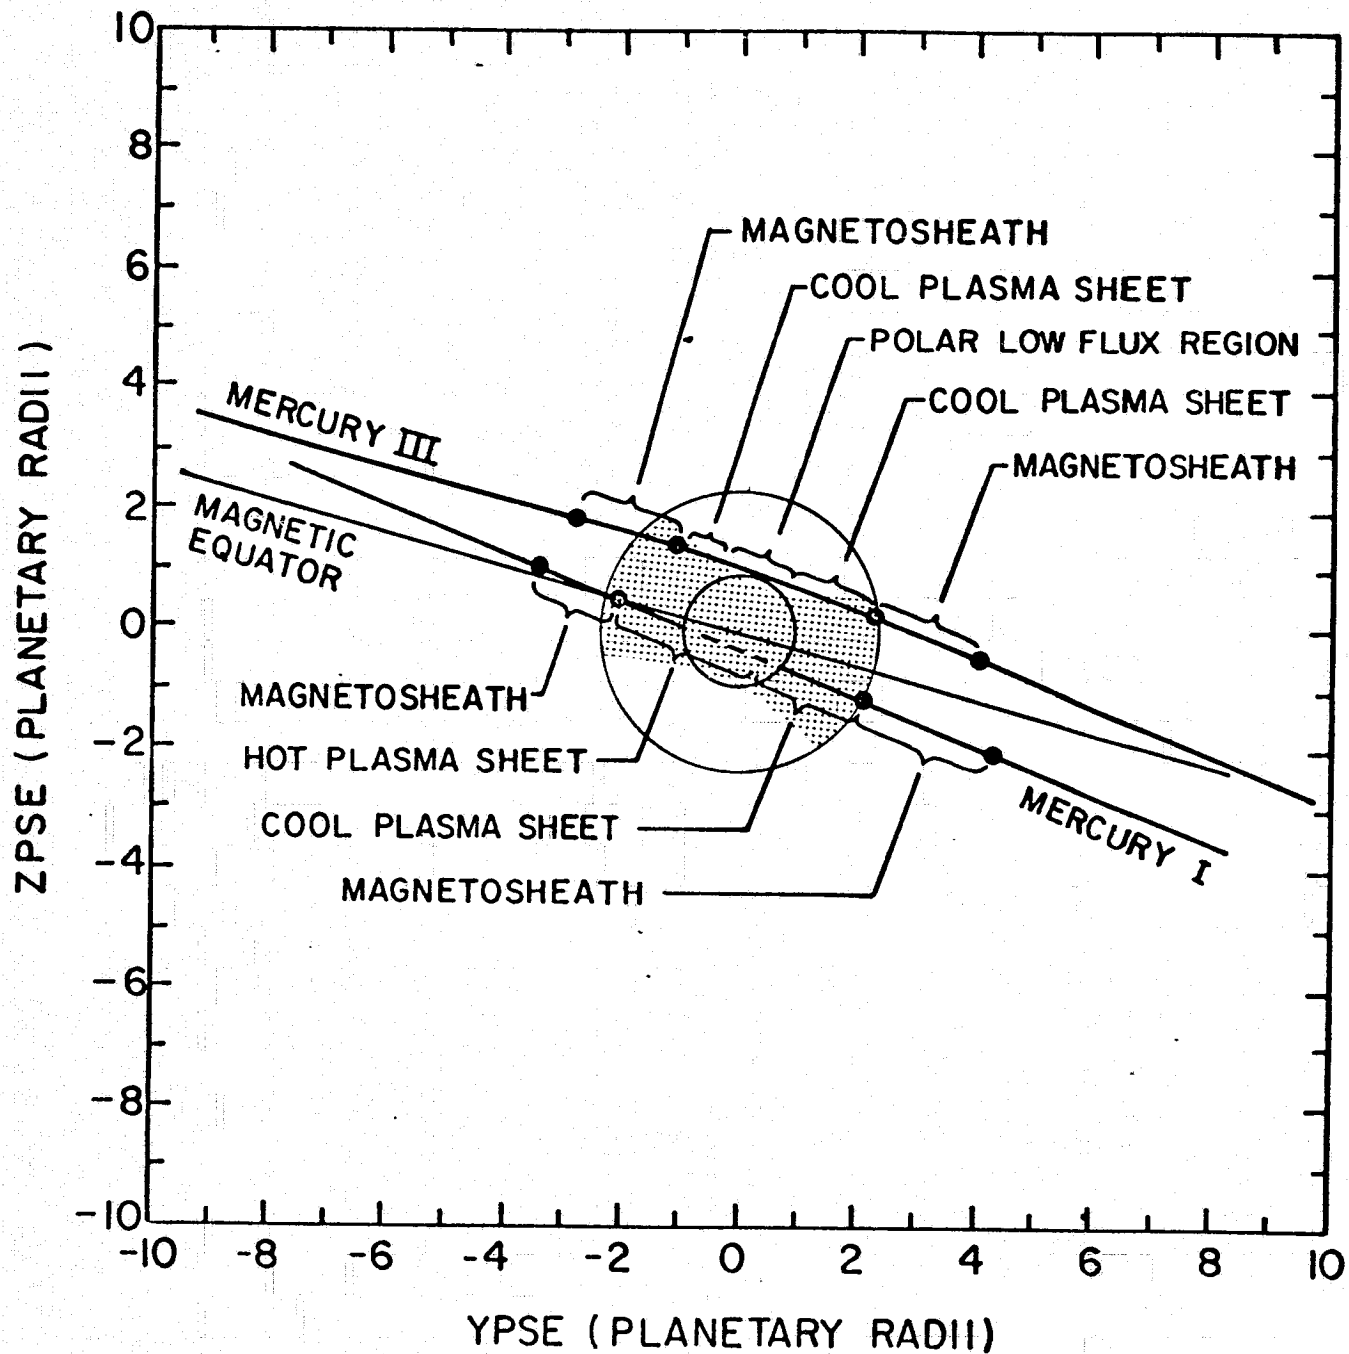 10
8
6
4
2
0
-2
-4
-6
-8
-10
ZPSE (PLANETARY RADII)
MAGNETOSHEATH
COOL PLASMA SHEET
POLAR LOW FLUX REGION
COOL PLASMA SHEET
MAGNETOSHEATH
MERCURY III
MAGNETIC
EQUATOR
MAGNETOSHEATH
HOT PLASMA SHEET
COOL PLASMA SHEET
MAGNETOSHEATH
MERCURY I
-10 -8 -6 -4 -2 0 2 4 6 8 10
YPSE (PLANETARY RADII)